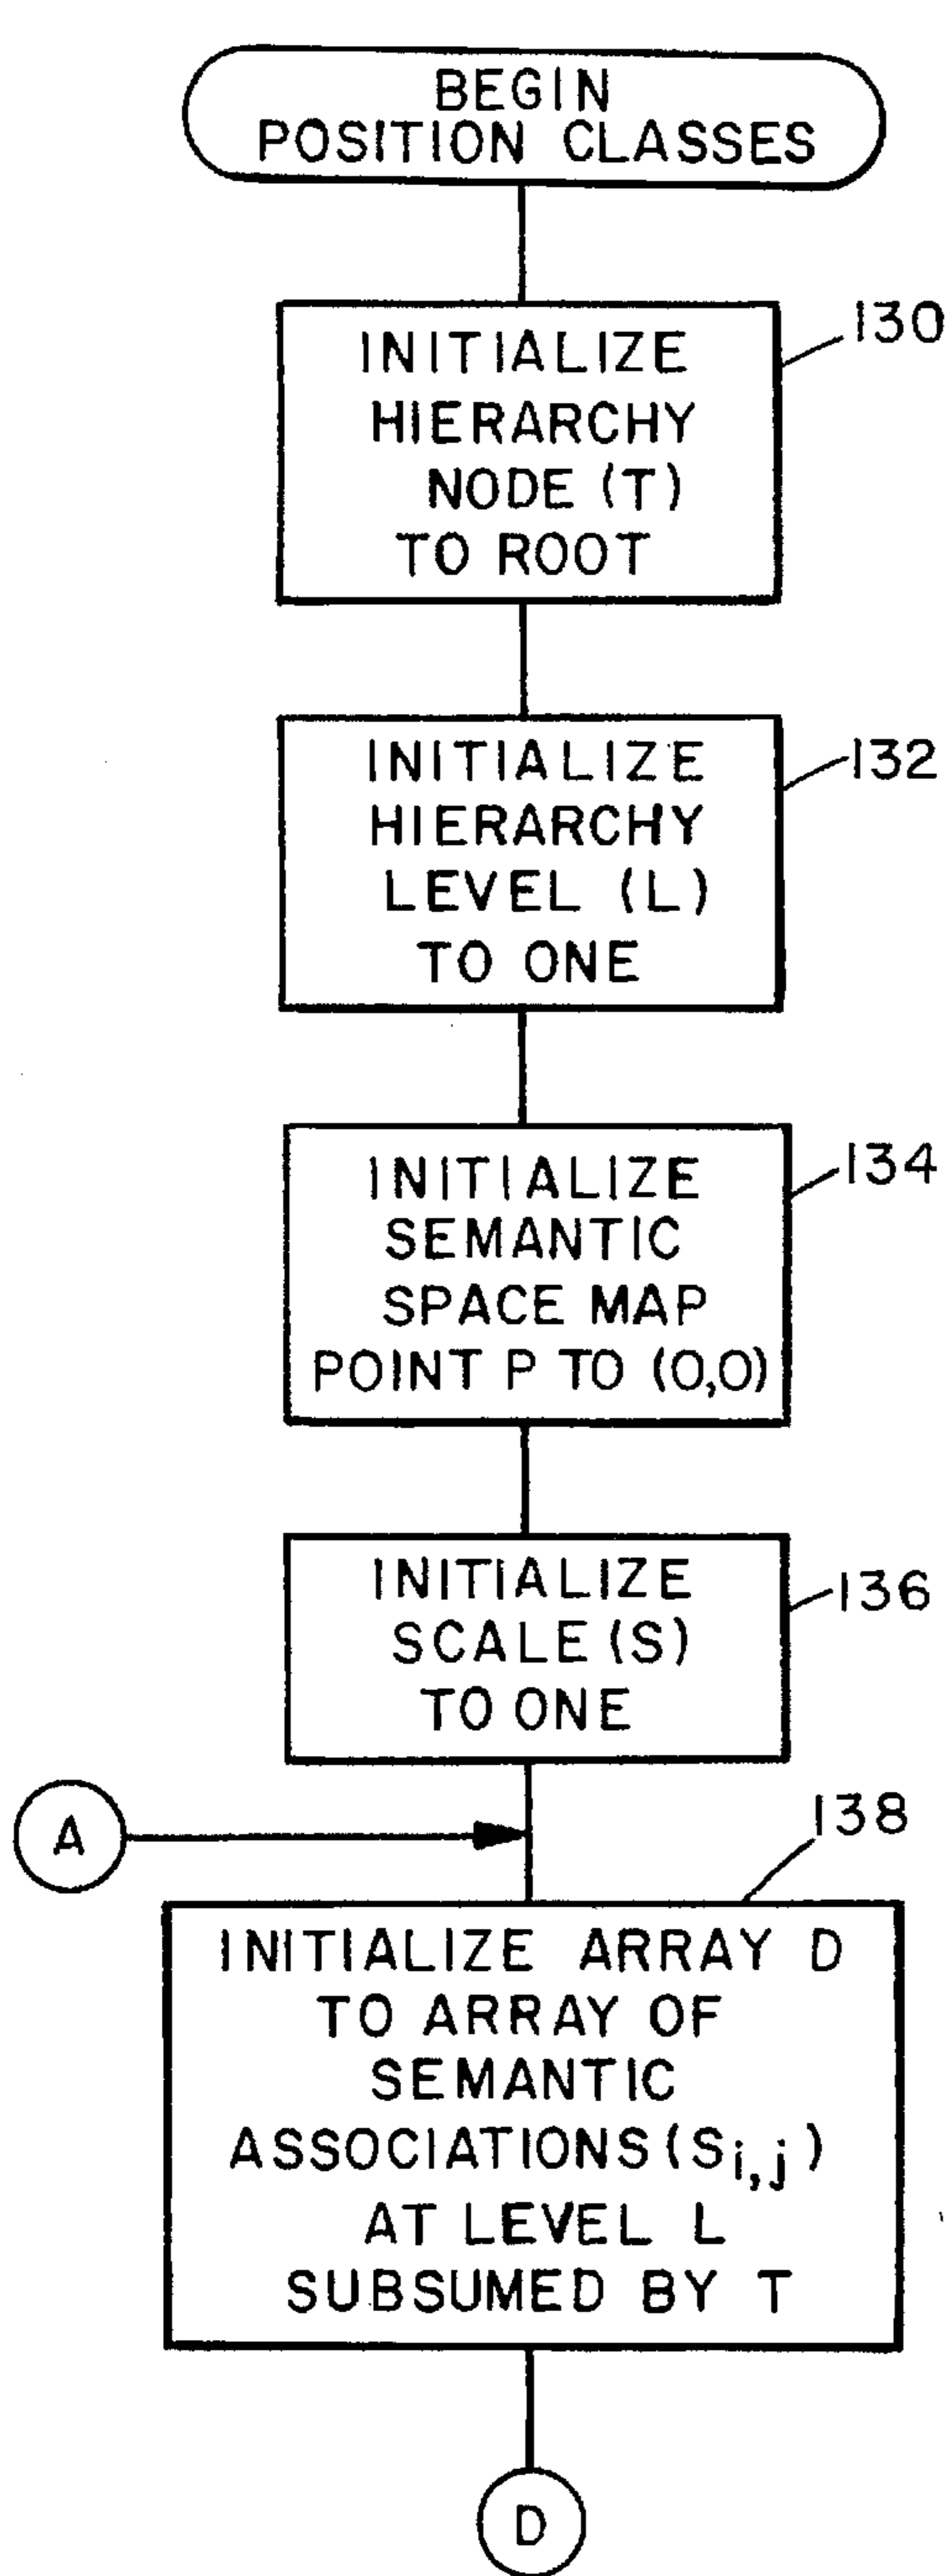 BEGIN
POSITION CLASSES
130
INITIALIZE
HIERARCHY
NODE (T)
TO ROOT
132
INITIALIZE
HIERARCHY
LEVEL (L)
TO ONE
134
INITIALIZE
SEMANTIC
SPACE MAP
POINT P TO (0,0)
136
INITIALIZE
SCALE (S)
TO ONE
A
138
INITIALIZE ARRAY D
TO ARRAY OF
SEMANTIC
ASSOCIATIONS (Si,j)
AT LEVEL L
SUBSUMED BY T
D